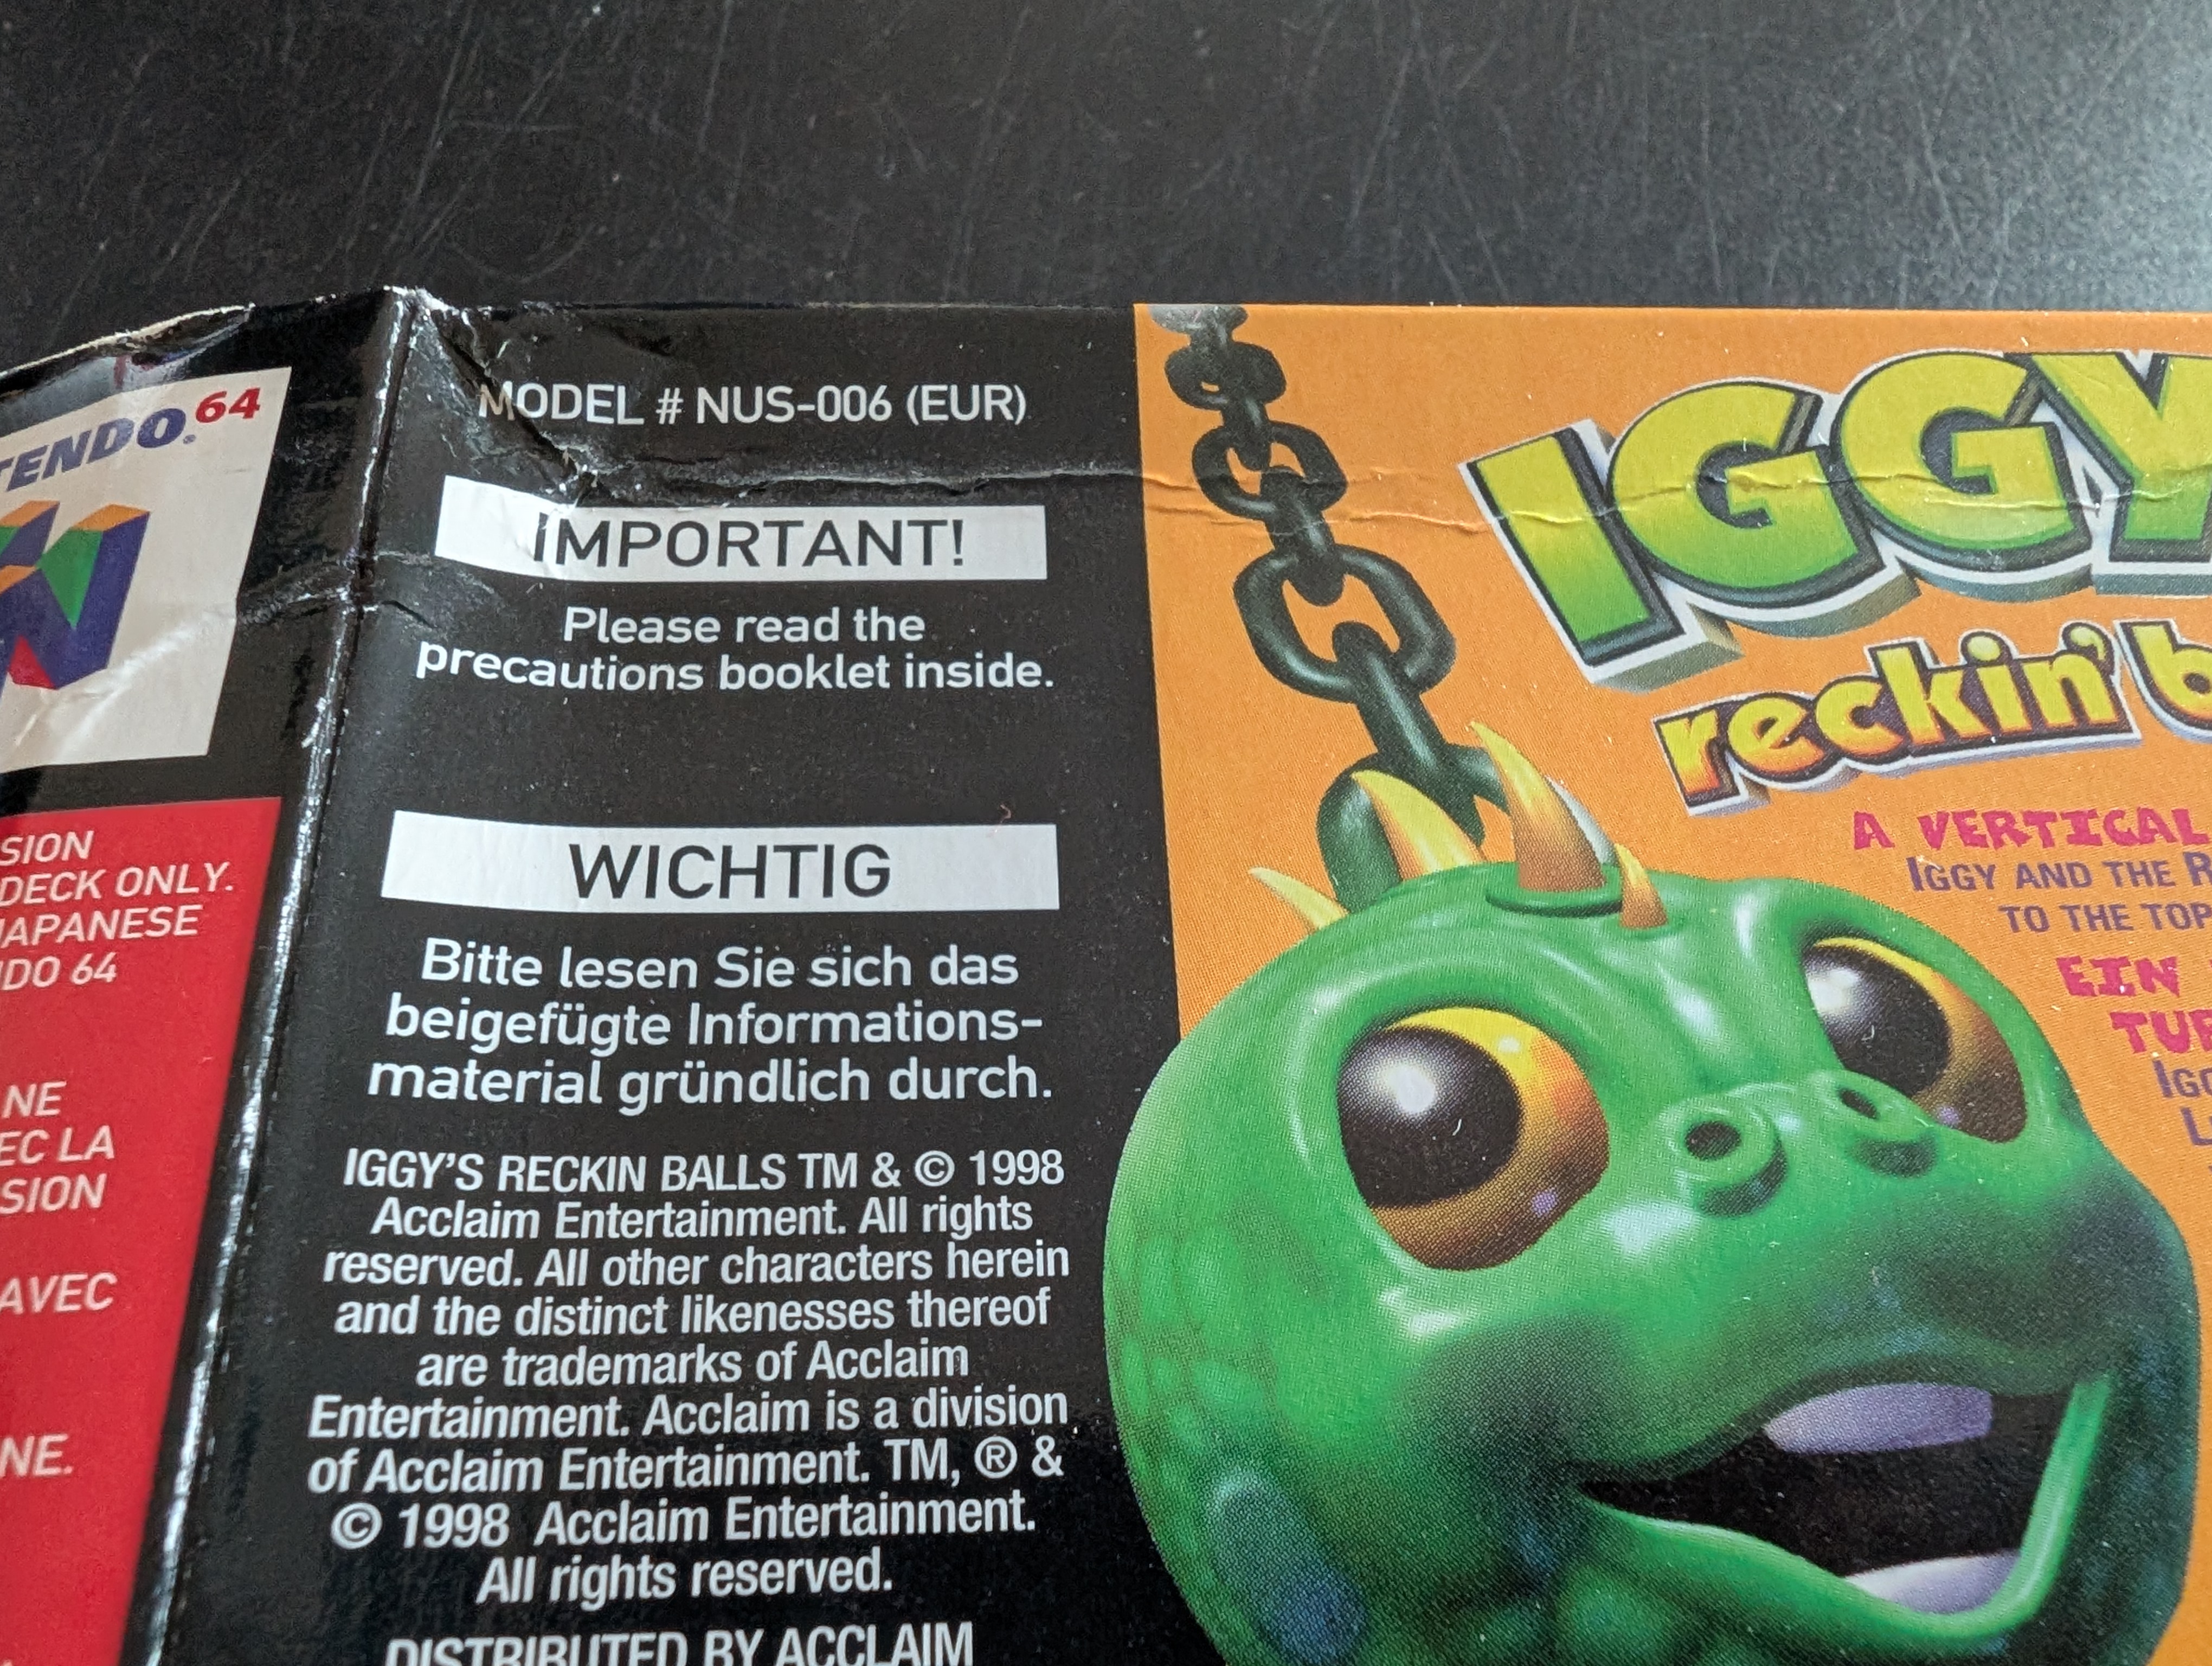 TENDO.64
SION
DECK ONLY.
JAPANESE
DO 64
NE
EC LA
SION
AVEC
NE.
MODEL # NUS-006 (EUR)
IMPORTANT!
Please read the
precautions booklet inside.
WICHTIG
Bitte lesen Sie sich das
beigefügte Informations-
material gründlich durch.
IGGY'S RECKIN BALLS TM & © 1998
Acclaim Entertainment. All rights
reserved. All other characters herein
and the distinct likenesses thereof
are trademarks of Acclaim
Entertainment. Acclaim is a division
of Acclaim Entertainment. TM, ® &
© 1998 Acclaim Entertainment.
All rights reserved.
DISTRIBUTED BY ACCLAIM
IGGY
reckin' b
A VERTICAL
IGGY AND THE R
TO THE TOP
EIN
TUR
IGG
L